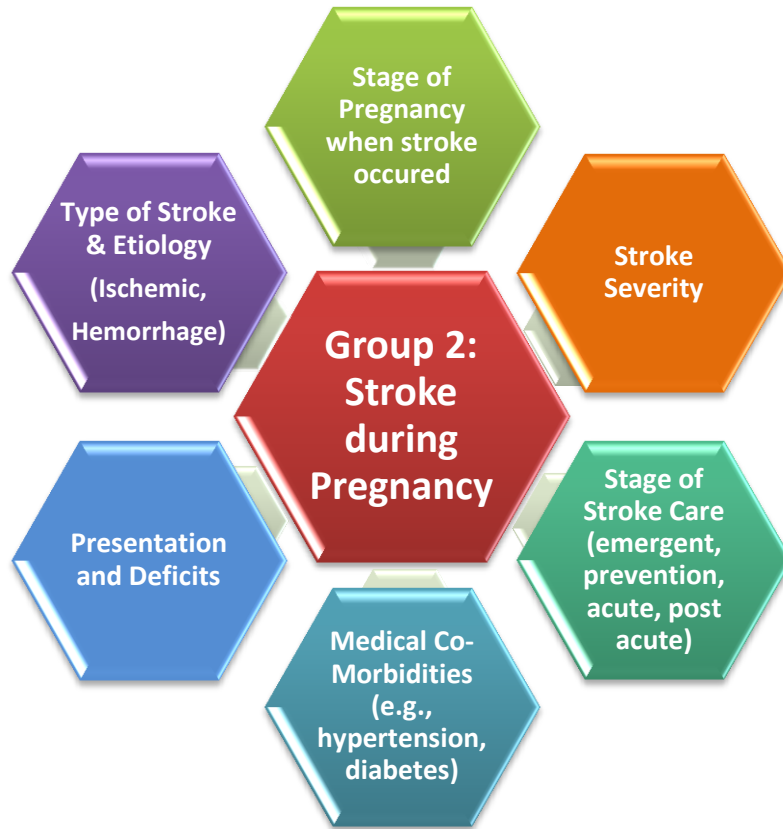 Stage of
Pregnancy
when stroke
occured
Type of Stroke
& Etiology
(Ischemic,
Hemorrhage)
Stroke
Severity
Group 2:
Stroke
during
Pregnancy
Presentation
and Deficits
Stage of
Stroke Care
(emergent,
prevention,
acute, post
acute)
Medical Co-
Morbidities
(e.g.,
hypertension,
diabetes)